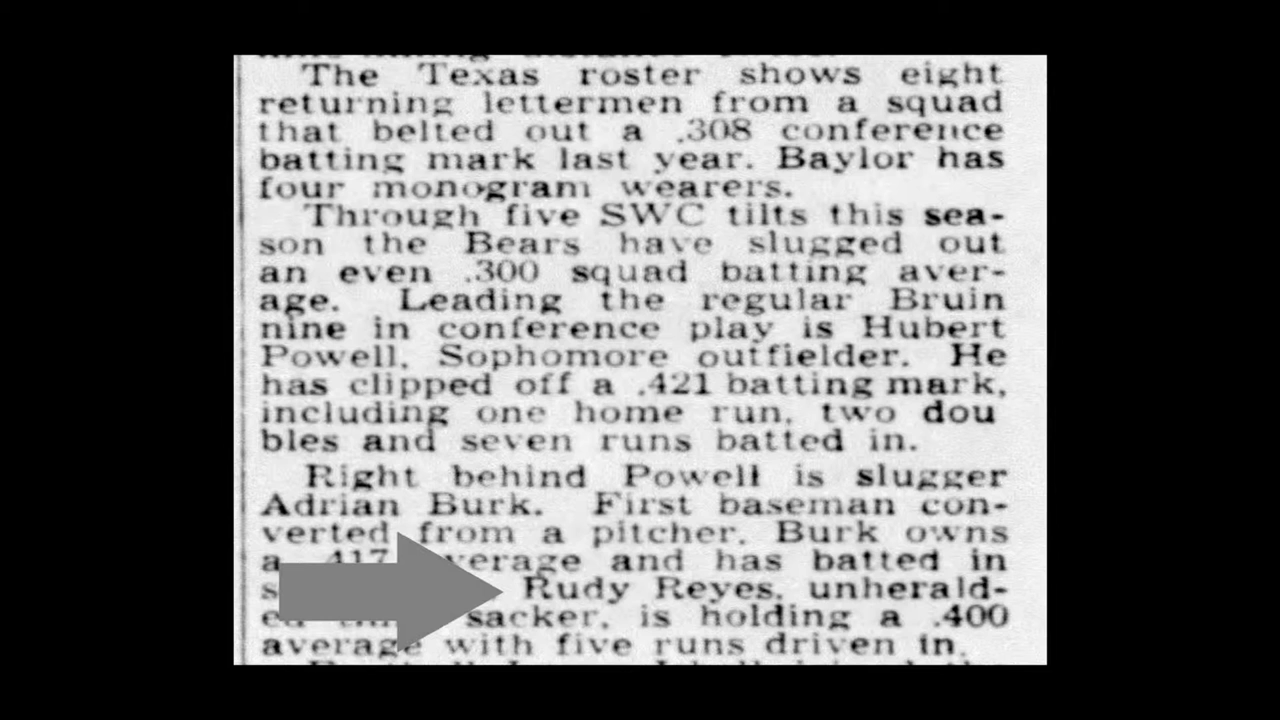 The Texas roster shows eight
returning lettermen from a squad
that belted out a .308 conference
batting mark last year. Baylor has
four monogram wearers.
Through five SWC tilts this sea-
son the Bears have slugged out
an even .300 squad batting aver-
age. Leading the regular Bruin
nine in conference play is Hubert
Powell, Sophomore outfielder. He
has clipped off a .421 batting mark,
including one home run, two dou
bles and seven runs batted in.
Right behind Powell is slugger
Adrian Burk. First baseman con-
verted from a pitcher, Burk owns
a .417 average and has batted in
Rudy Reyes, unherald-
sacker, is holding a .400
average with five runs driven in.